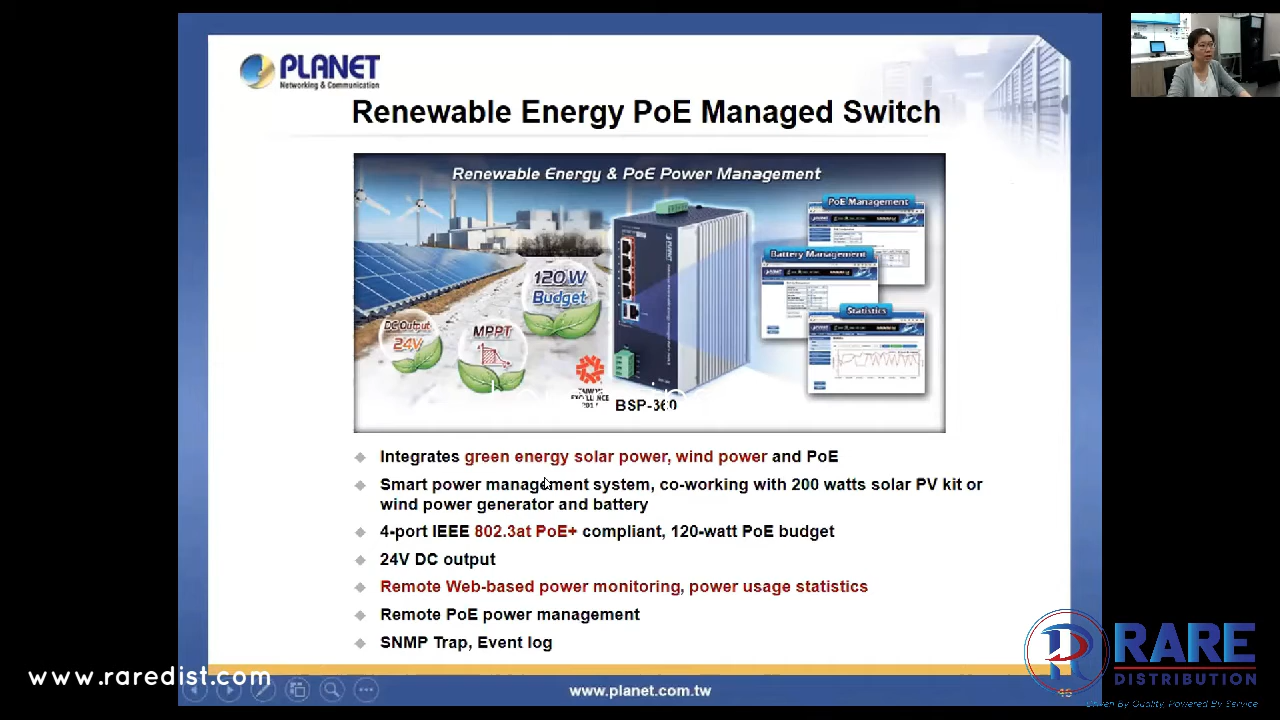 PLANET
Networking & Communication
Renewable Energy PoE Managed Switch
Renewable Energy & PoE Power Management
PoE Management
Battery Management
Statistics
120W
Budget
DC Output
24V
MPPT
BSP-360
Integrates green energy solar power, wind power and PoE
Smart power management system, co-working with 200 watts solar PV kit or
wind power generator and battery
4-port IEEE 802.3at PoE+ compliant, 120-watt PoE budget
24V DC output
Remote Web-based power monitoring, power usage statistics
Remote PoE power management
SNMP Trap, Event log
www.raredist.com
www.planet.com.tw
RARE
DISTRIBUTION
Driven By Quality, Powered By Service